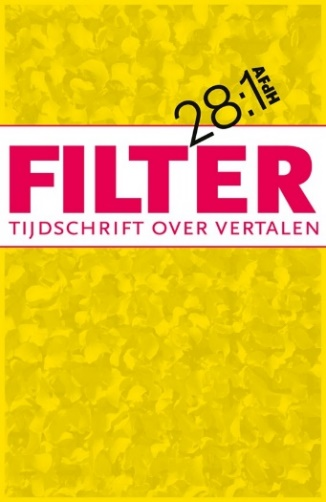 28:1
AFdH
FILTER
TIJDSCHRIFT OVER VERTALEN